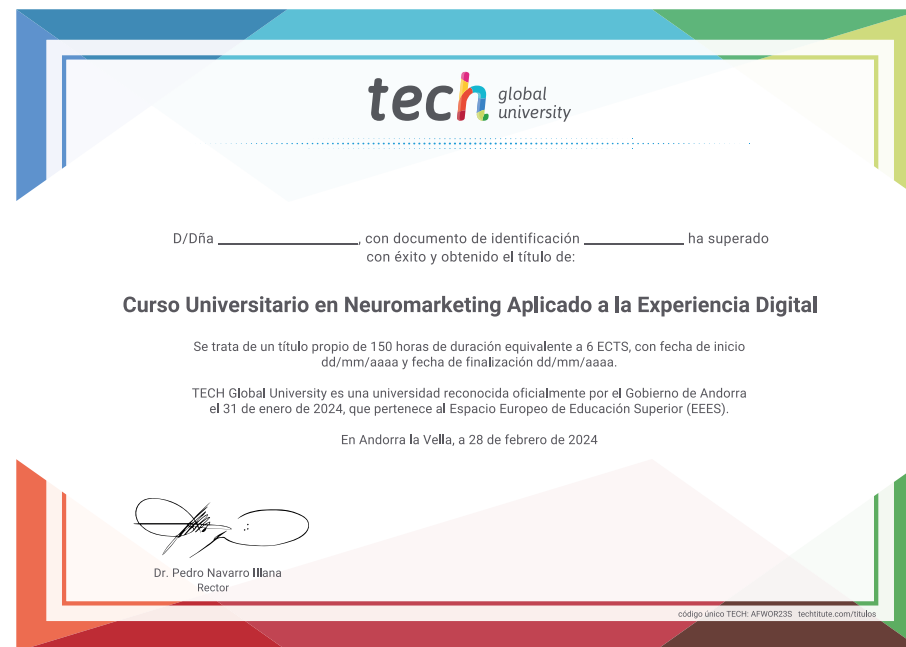 tech global university
D/Dña ________________, con documento de identificación ____________ ha superado
con éxito y obtenido el título de:
Curso Universitario en Neuromarketing Aplicado a la Experiencia Digital
Se trata de un título propio de 150 horas de duración equivalente a 6 ECTS, con fecha de inicio
dd/mm/aaaa y fecha de finalización dd/mm/aaaa.
TECH Global University es una universidad reconocida oficialmente por el Gobierno de Andorra
el 31 de enero de 2024, que pertenece al Espacio Europeo de Educación Superior (EEES).
En Andorra la Vella, a 28 de febrero de 2024
Dr. Pedro Navarro Illana
Rector
código único TECH: AFWOR23S techtitute.com/titulos